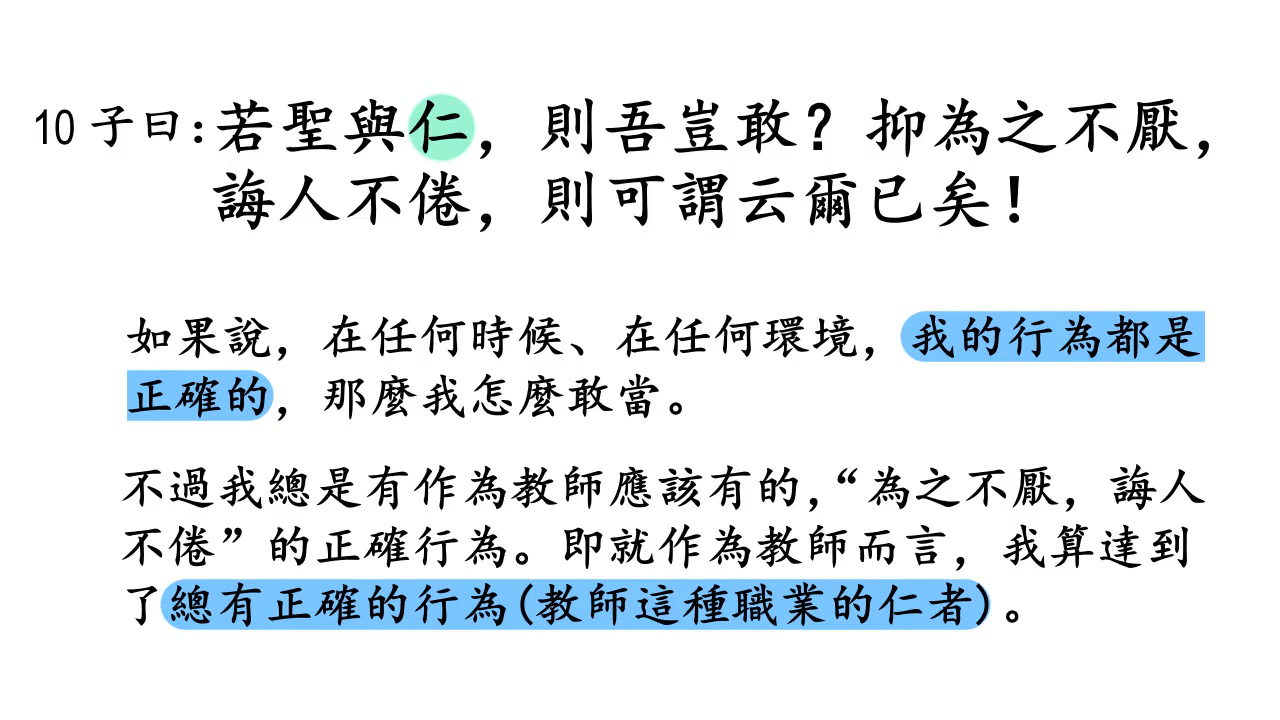 10 子曰:若聖與仁，則吾豈敢？抑為之不厭，
誨人不倦，則可謂云爾已矣！
如果說，在任何時候、在任何環境，我的行為都是
正確的，那麼我怎麼敢當。
不過我總是有作為教師應該有的，“為之不厭，誨人
不倦”的正確行為。即就作為教師而言，我算達到
了總有正確的行為(教師這種職業的仁者)。